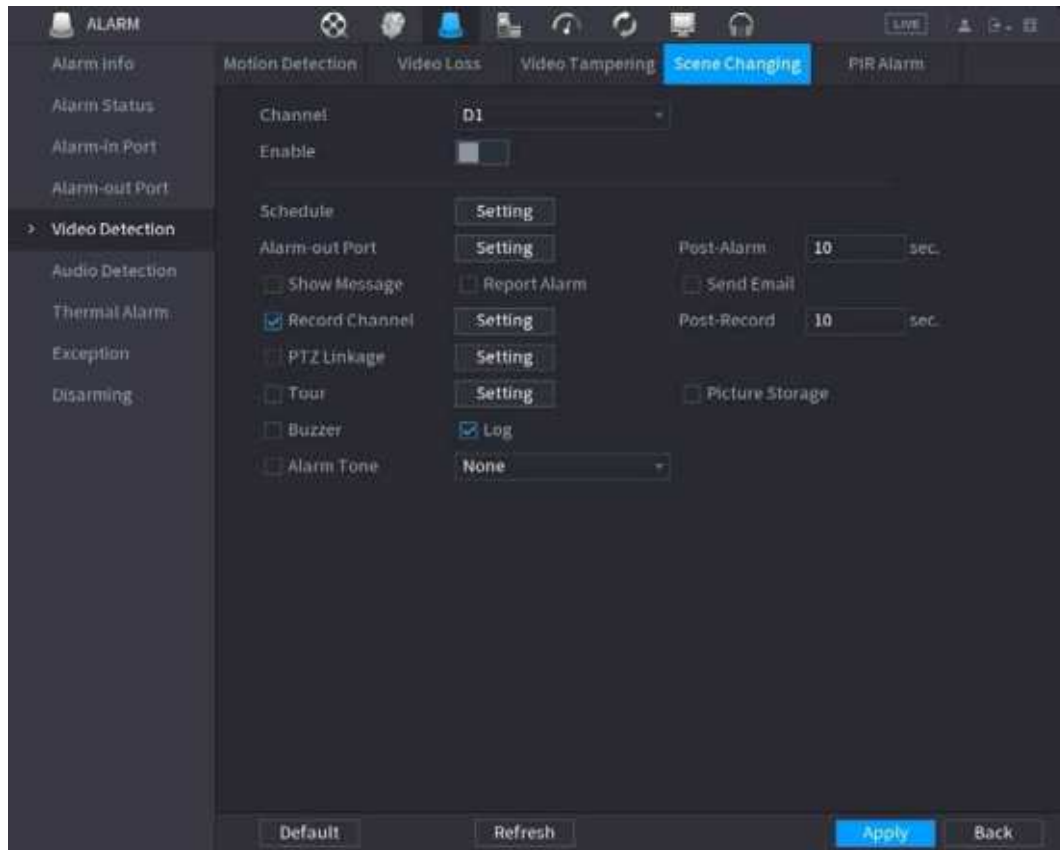 ALARM LIVE
Alarm Info
Alarm Status
Alarm-in Port
Alarm-out Port
> Video Detection
Audio Detection
Thermal Alarm
Exception
Disarming
Motion Detection Video Loss Video Tampering Scene Changing PIR Alarm
Channel D1
Enable
Schedule Setting
Alarm-out Port Setting Post-Alarm 10 sec.
Show Message Report Alarm Send Email
Record Channel Setting Post-Record 10 sec.
PTZ Linkage Setting
Tour Setting Picture Storage
Buzzer Log
Alarm Tone None
Default Refresh Apply Back